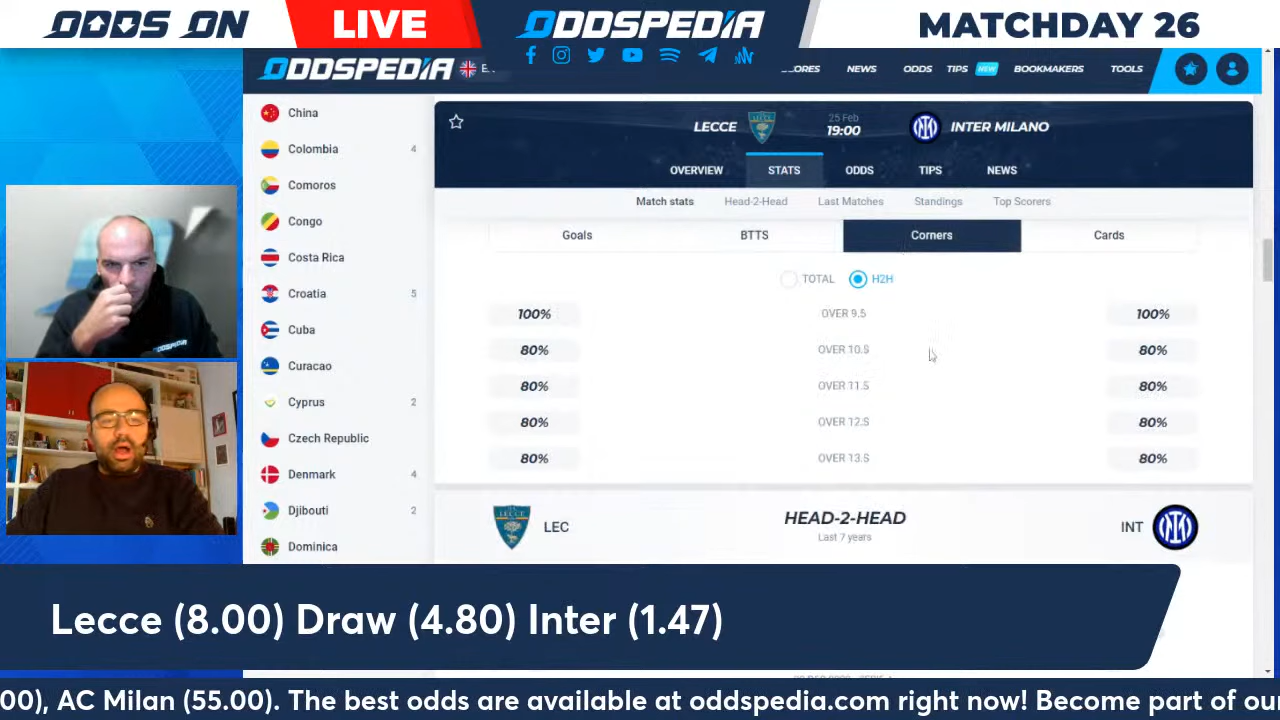 ODDS ON
LIVE
ODDSPEDIA
MATCHDAY 26
ODDSPEDIA
NEWS
ODDS
TIPS
NEW
BOOKMAKERS
TOOLS
China
Colombia 4
Comoros
Congo
Costa Rica
Croatia 5
Cuba
Curacao
Cyprus 2
Czech Republic
Denmark 4
Djibouti 2
Dominica
LECCE
25 Feb
19:00
INTER MILANO
OVERVIEW STATS ODDS TIPS NEWS
Match stats Head-2-Head Last Matches Standings Top Scorers
Goals BTTS Corners Cards
TOTAL H2H
100% OVER 9.5 100%
80% OVER 10.5 80%
80% OVER 11.5 80%
80% OVER 12.5 80%
80% OVER 13.5 80%
LEC
HEAD-2-HEAD
Last 7 years
INT
Lecce (8.00) Draw (4.80) Inter (1.47)
00), AC Milan (55.00). The best odds are available at oddspedia.com right now! Become part of ou